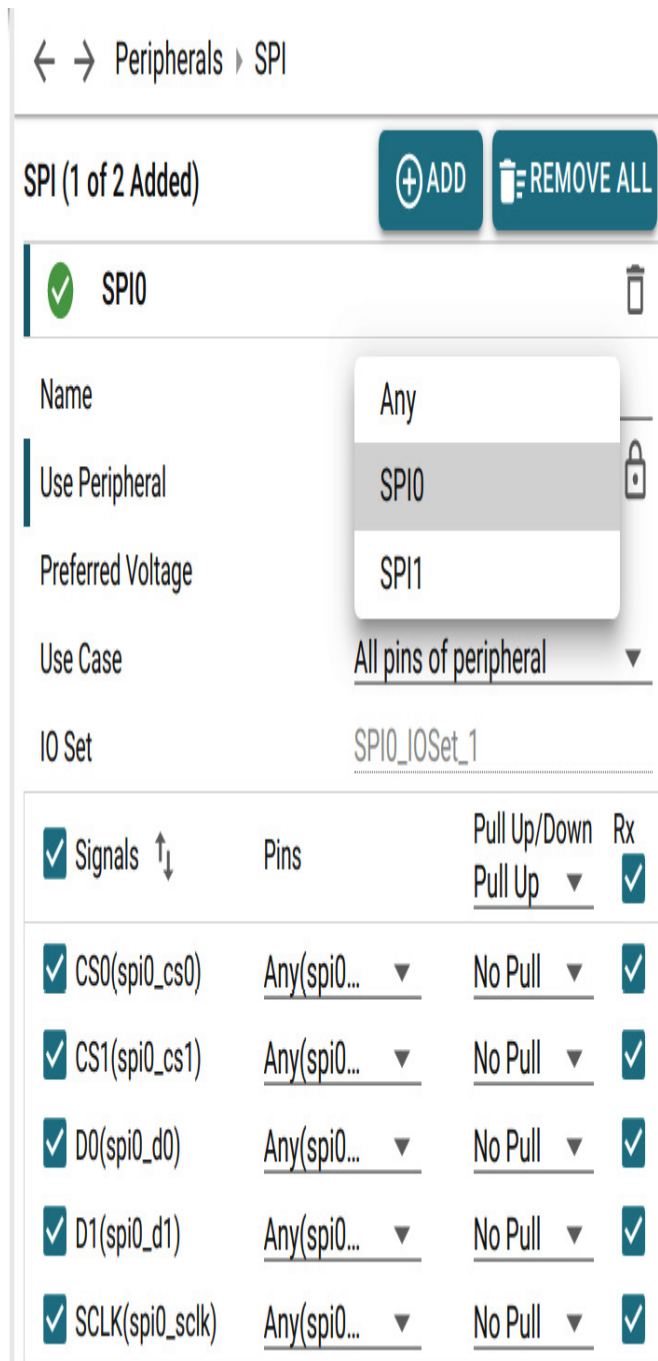 Peripherals SPI
SPI (1 of 2 Added)
ADD
REMOVE ALL
SPI0
Name
Any
Use Peripheral
SPI0
Preferred Voltage
SPI1
Use Case
All pins of peripheral
IO Set
SPI0_IOSet_1
Signals
Pins
Pull Up/Down
Pull Up
Rx
CS0(spi0_cs0) Any(spi0... No Pull
CS1(spi0_cs1) Any(spi0... No Pull
D0(spi0_d0) Any(spi0... No Pull
D1(spi0_d1) Any(spi0... No Pull
SCLK(spi0_sclk) Any(spi0... No Pull